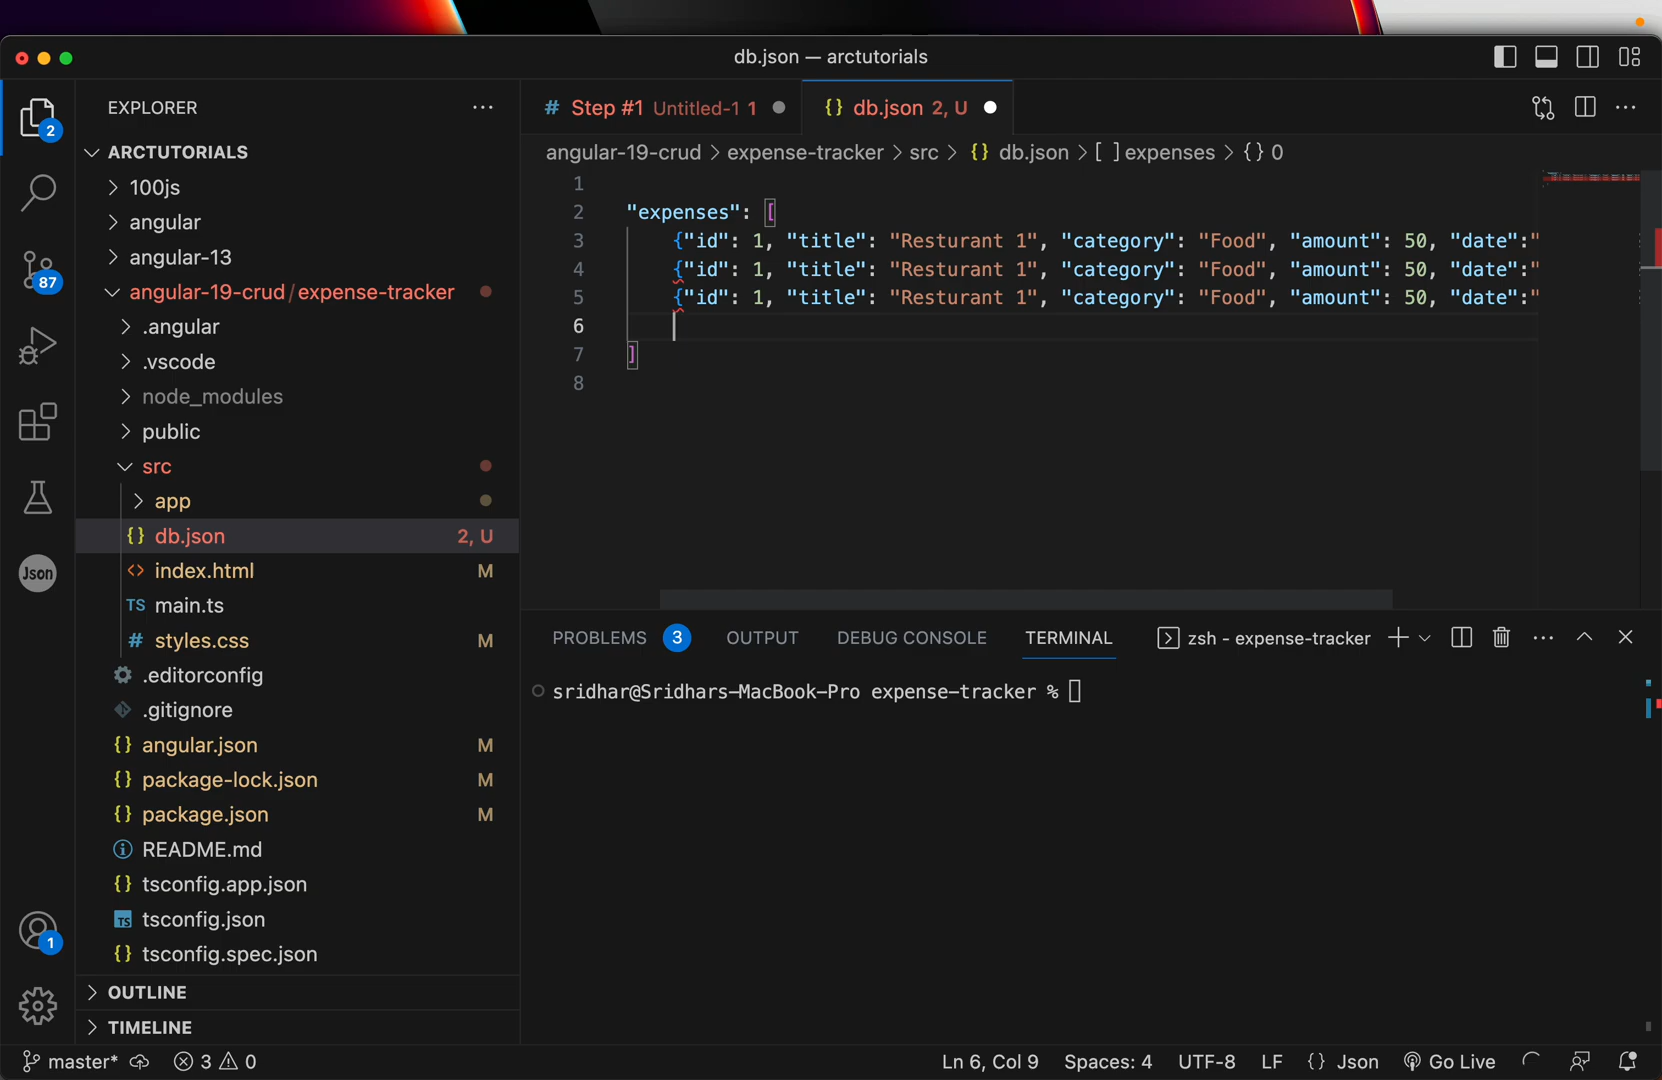 db.json — arctutorials
EXPLORER
ARCTUTORIALS
100js
angular
angular-13
angular-19-crud / expense-tracker
.angular
.vscode
node_modules
public
src
app
db.json 2, U
index.html M
main.ts
styles.css M
.editorconfig
.gitignore
angular.json M
package-lock.json M
package.json M
README.md
tsconfig.app.json
tsconfig.json
tsconfig.spec.json
OUTLINE
TIMELINE
2
87
Json
1
# Step #1 Untitled-1 1
{} db.json 2, U
angular-19-crud > expense-tracker > src > {} db.json > [ ] expenses > {} 0
1
2 "expenses": [
3 {"id": 1, "title": "Resturant 1", "category": "Food", "amount": 50, "date":"
4 {"id": 1, "title": "Resturant 1", "category": "Food", "amount": 50, "date":"
5 {"id": 1, "title": "Resturant 1", "category": "Food", "amount": 50, "date":"
6
7 ]
8
PROBLEMS 3 OUTPUT DEBUG CONSOLE TERMINAL zsh - expense-tracker
sridhar@Sridhars-MacBook-Pro expense-tracker %
master* 3 0 Ln 6, Col 9 Spaces: 4 UTF-8 LF {} Json Go Live